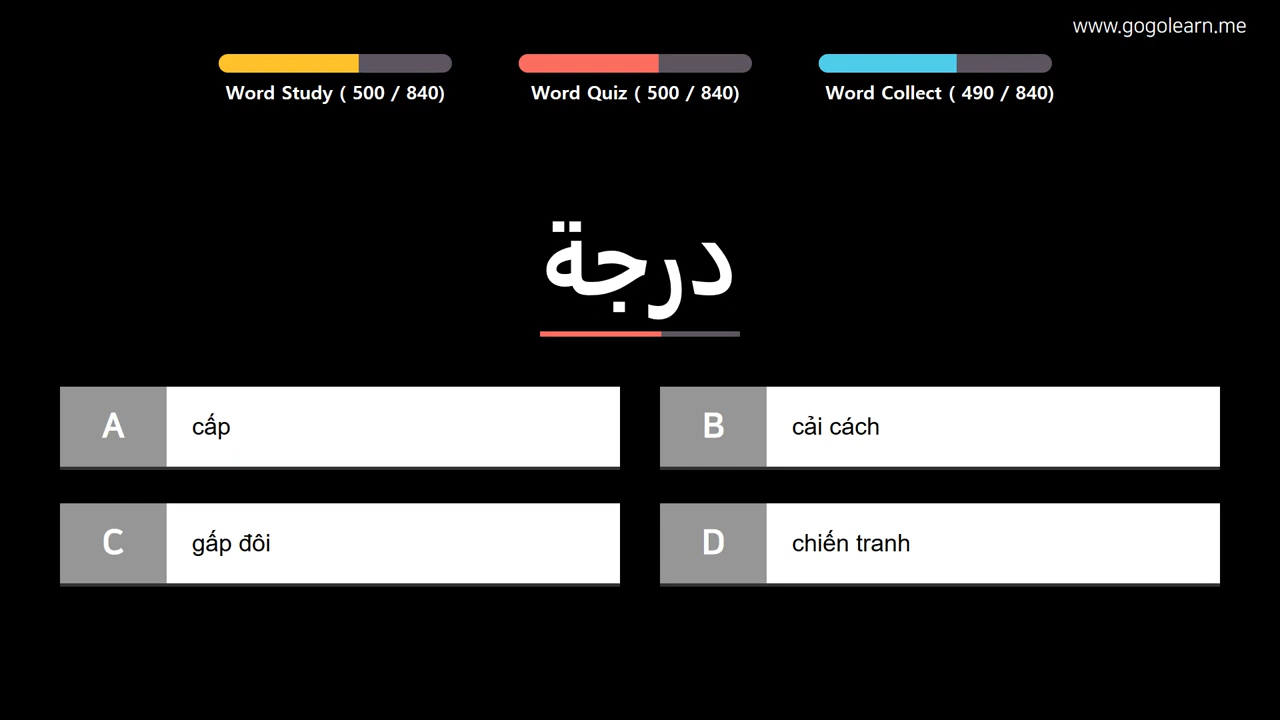 www.gogolearn.me
Word Study ( 500 / 840)
Word Quiz ( 500 / 840)
Word Collect ( 490 / 840)
درجة
A cấp
B cải cách
C gấp đôi
D chiến tranh